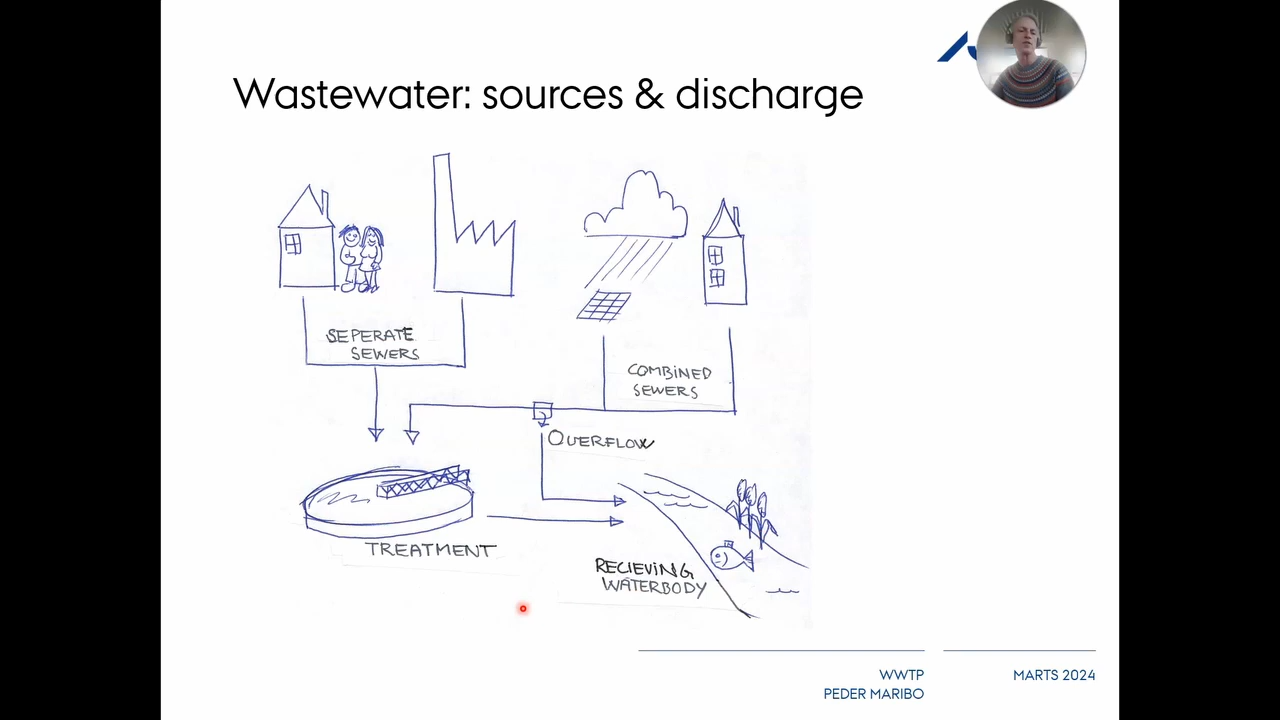 Wastewater: sources & discharge
SEPERATE
SEWERS
COMBINED
SEWERS
OVERFLOW
TREATMENT
RECIEVING
WATERBODY
WWTP
PEDER MARIBO
MARTS 2024